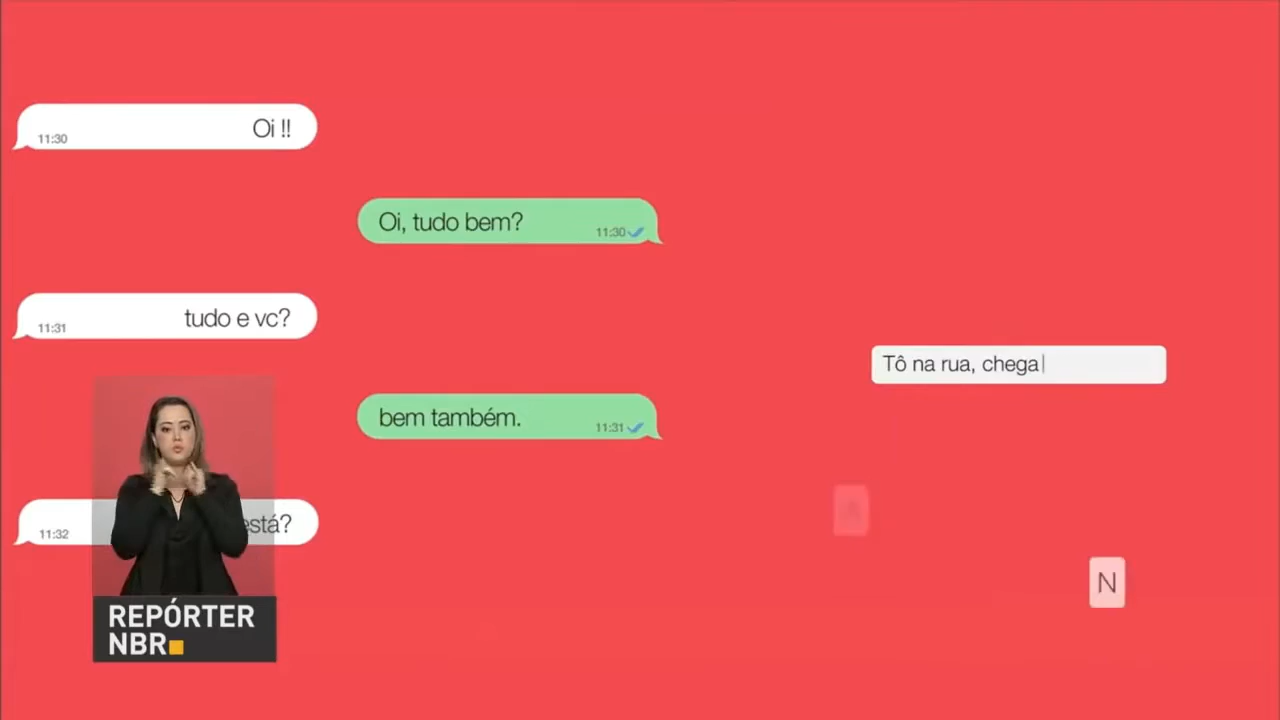 Oi !!
11:30
Oi, tudo bem?
11:30
tudo e vc?
11:31
Tô na rua, chega
bem também.
11:31
está?
11:32
N
REPÓRTER
NBR